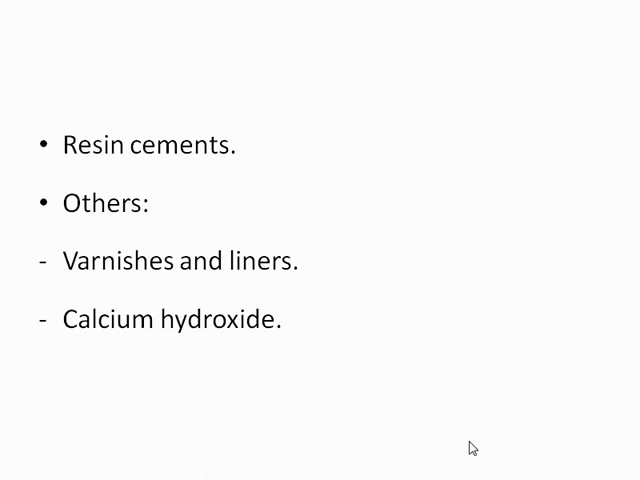 • Resin cements.
• Others:
- Varnishes and liners.
- Calcium hydroxide.